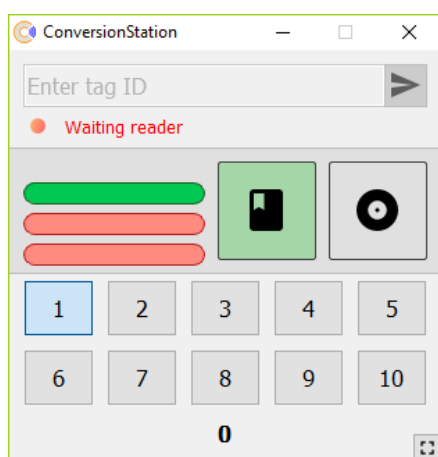 ConversionStation
Enter tag ID
Waiting reader
1 2 3 4 5
6 7 8 9 10
0